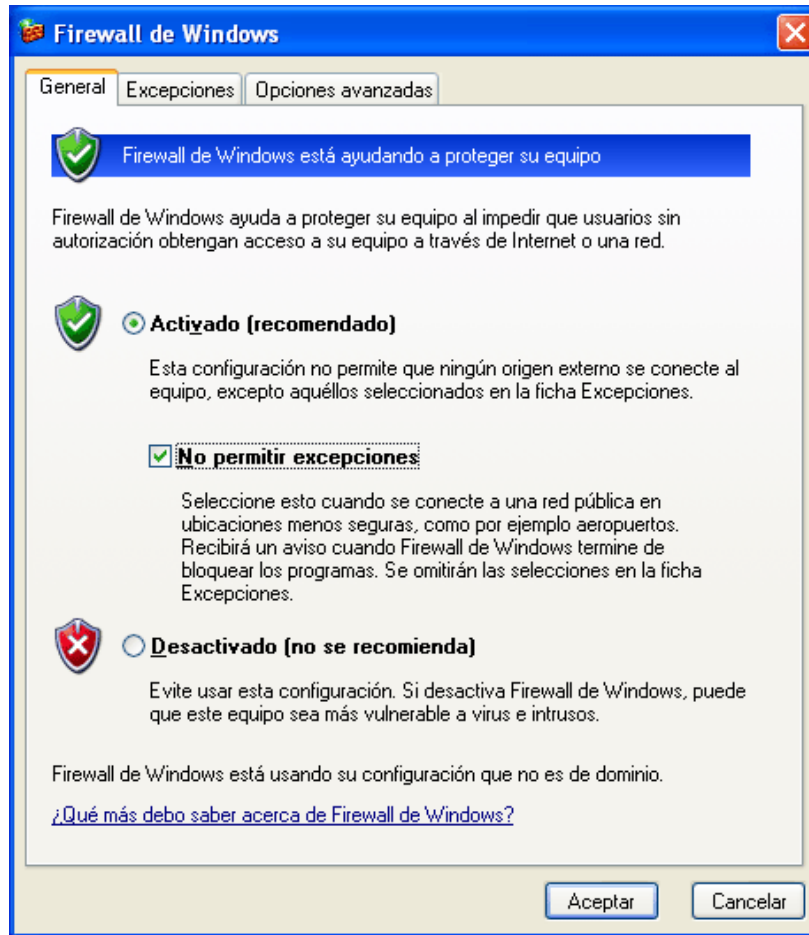 Firewall de Windows
General Excepciones Opciones avanzadas
Firewall de Windows está ayudando a proteger su equipo
Firewall de Windows ayuda a proteger su equipo al impedir que usuarios sin
autorización obtengan acceso a su equipo a través de Internet o una red.
Activado (recomendado)
Esta configuración no permite que ningún origen externo se conecte al
equipo, excepto aquéllos seleccionados en la ficha Excepciones.
No permitir excepciones
Seleccione esto cuando se conecte a una red pública en
ubicaciones menos seguras, como por ejemplo aeropuertos.
Recibirá un aviso cuando Firewall de Windows termine de
bloquear los programas. Se omitirán las selecciones en la ficha
Excepciones.
Desactivado (no se recomienda)
Evite usar esta configuración. Si desactiva Firewall de Windows, puede
que este equipo sea más vulnerable a virus e intrusos.
Firewall de Windows está usando su configuración que no es de dominio.
¿Qué más debo saber acerca de Firewall de Windows?
Aceptar Cancelar